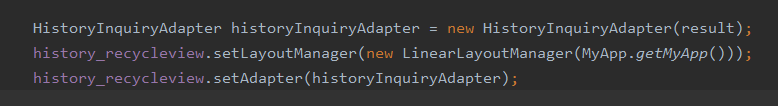 HistoryInquiryAdapter historyInquiryAdapter = new HistoryInquiryAdapter(result);
history_recycleview.setLayoutManager(new LinearLayoutManager(MyApp.getMyApp()));
history_recycleview.setAdapter(historyInquiryAdapter);